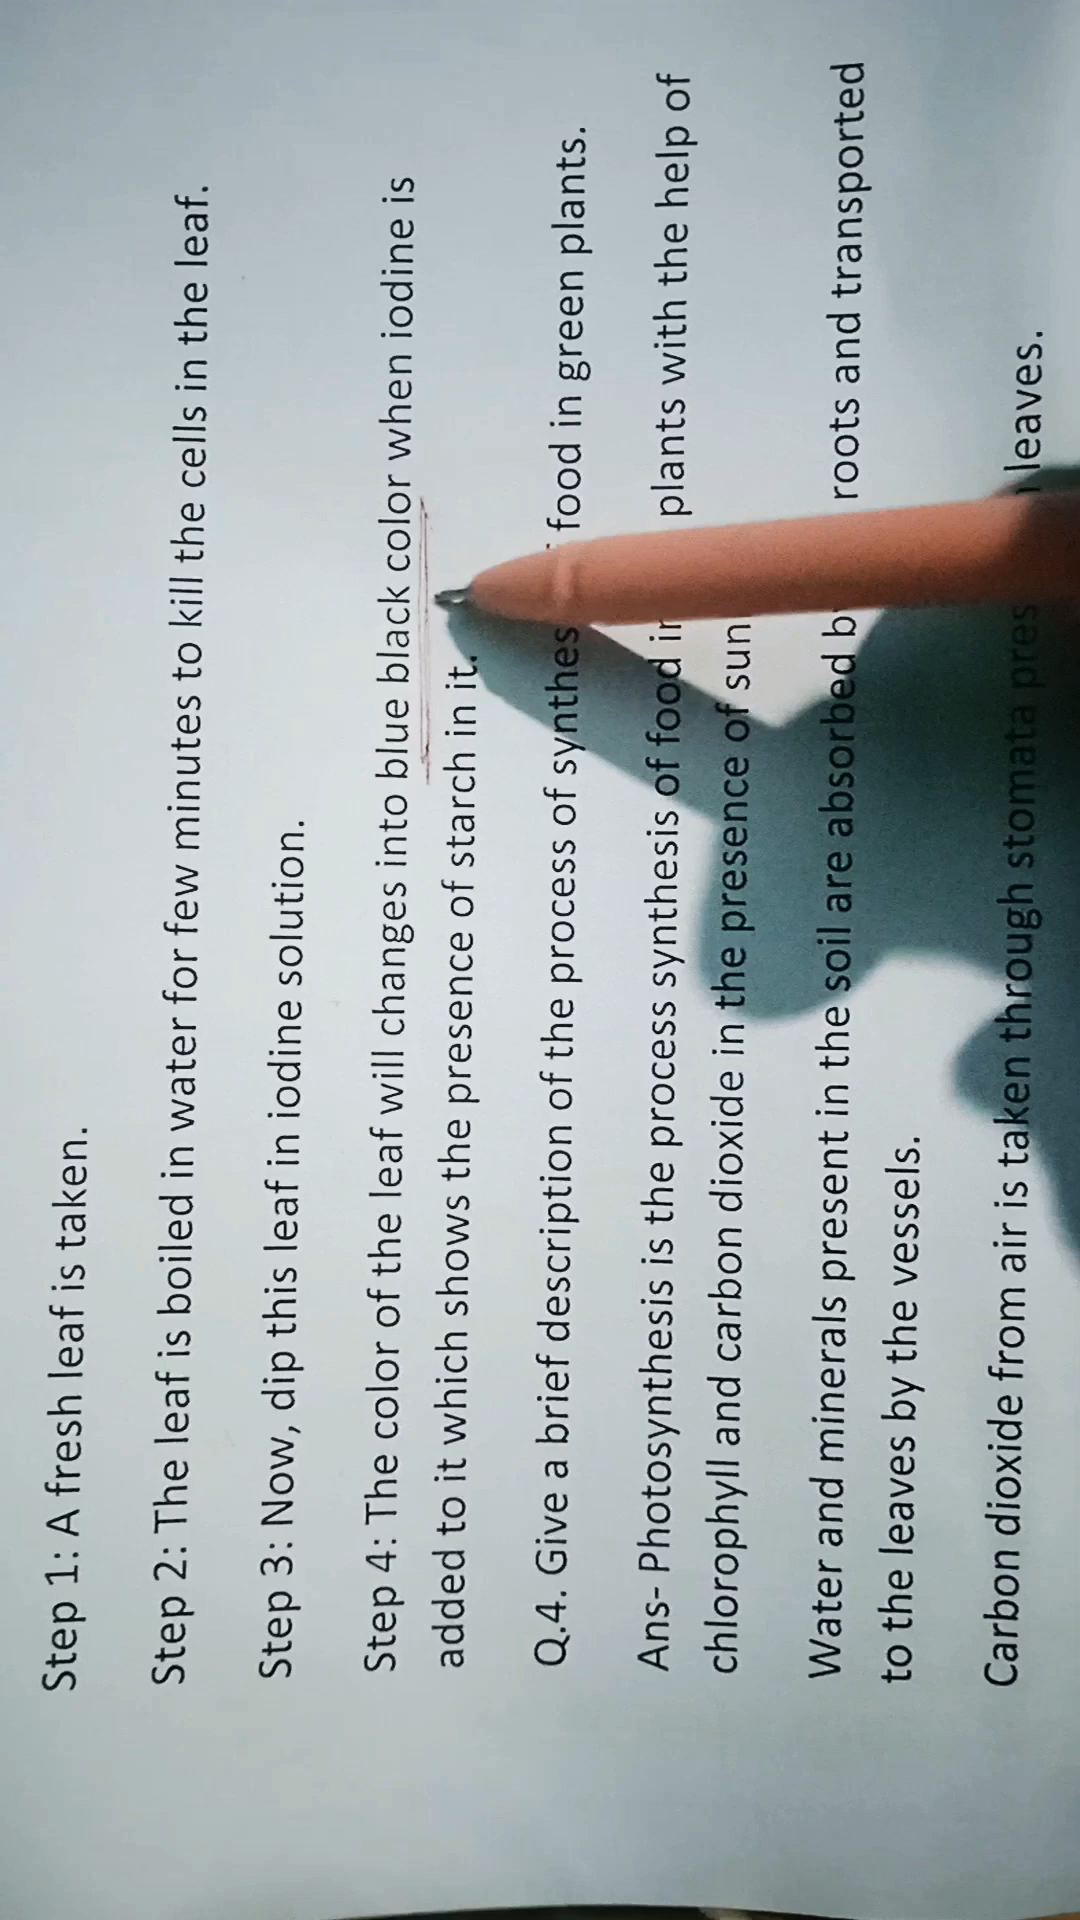 Step 1: A fresh leaf is taken.
Step 2: The leaf is boiled in water for few minutes to kill the cells in the leaf.
Step 3: Now, dip this leaf in iodine solution.
Step 4: The color of the leaf will changes into blue black color when iodine is
added to it which shows the presence of starch in it.
Q.4. Give a brief description of the process of synthes food in green plants.
Ans- Photosynthesis is the process synthesis of food in plants with the help of
chlorophyll and carbon dioxide in the presence of sun
Water and minerals present in the soil are absorbed by roots and transported
to the leaves by the vessels.
Carbon dioxide from air is taken through stomata pres leaves.